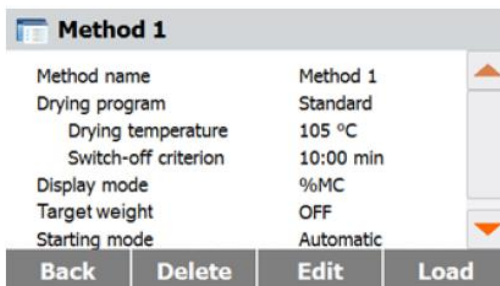 Method 1
Method name Method 1
Drying program Standard
Drying temperature 105 °C
Switch-off criterion 10:00 min
Display mode %MC
Target weight OFF
Starting mode Automatic
Back Delete Edit Load